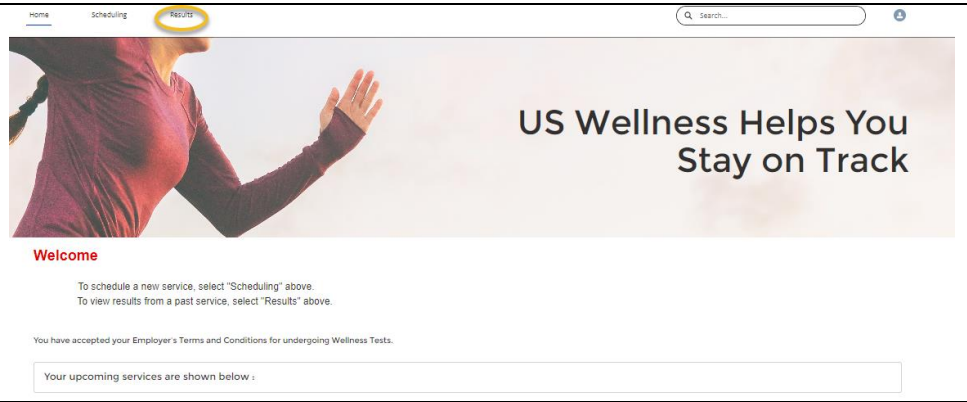 Home Scheduling Results Search...
US Wellness Helps You
Stay on Track
Welcome
To schedule a new service, select "Scheduling" above.
To view results from a past service, select "Results" above.
You have accepted your Employer's Terms and Conditions for undergoing Wellness Tests.
Your upcoming services are shown below :